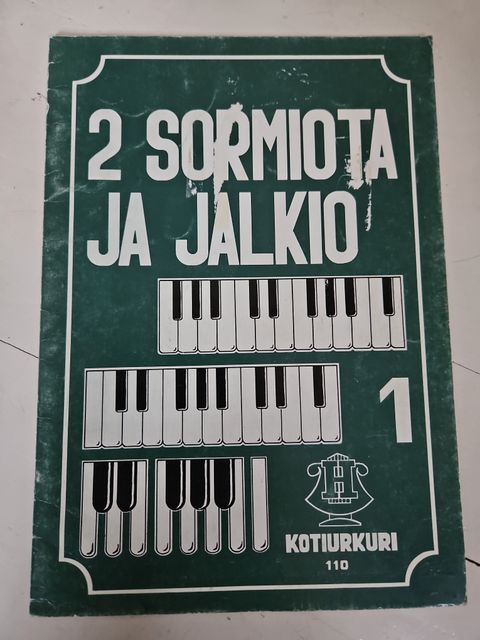 2 SORMIOTA
JA JALKIO
1
KOTIURKURI
110